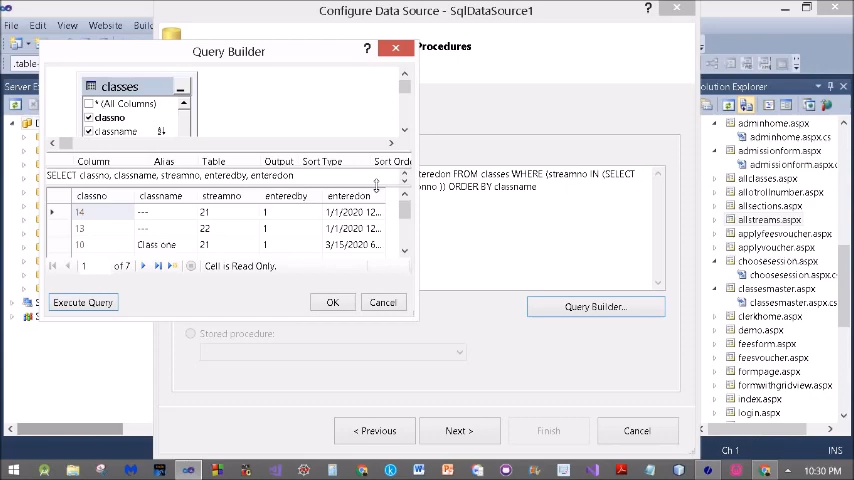 Configure Data Source - SqlDataSource1
?
File Edit View Website
Query Builder
?
Procedures
.table-
classes
* (All Columns)
classno
classname
Column Alias Table Output Sort Type Sort Orde
SELECT classno, classname, streamno, enteredby, enteredon
classno classname streamno enteredby enteredon
14 --- 21 1 1/1/2020 12...
13 --- 22 1 1/1/2020 12...
10 Class one 21 1 3/15/2020 6...
1 of 7 Cell is Read Only.
Execute Query OK Cancel
teredon FROM classes WHERE (streamno IN (SELECT
onno )) ORDER BY classname
Query Builder...
Stored procedure:
< Previous Next > Finish Cancel
Server E
olution Explorer
adminhome.aspx
adminhome.aspx.cs
admissionform.aspx
admissionform.aspx
allclasses.aspx
allotrollnumber.aspx
allsections.aspx
allstreams.aspx
applyfeesvoucher.aspx
applyvoucher.aspx
choosesession.aspx
choosesession.aspx.c
classesmaster.aspx
classesmaster.aspx.cs
clerkhome.aspx
demo.aspx
feesform.aspx
feesvoucher.aspx
formpage.aspx
formwithgridview.aspx
index.aspx
login.aspx
Ch 1 INS
10:30 PM